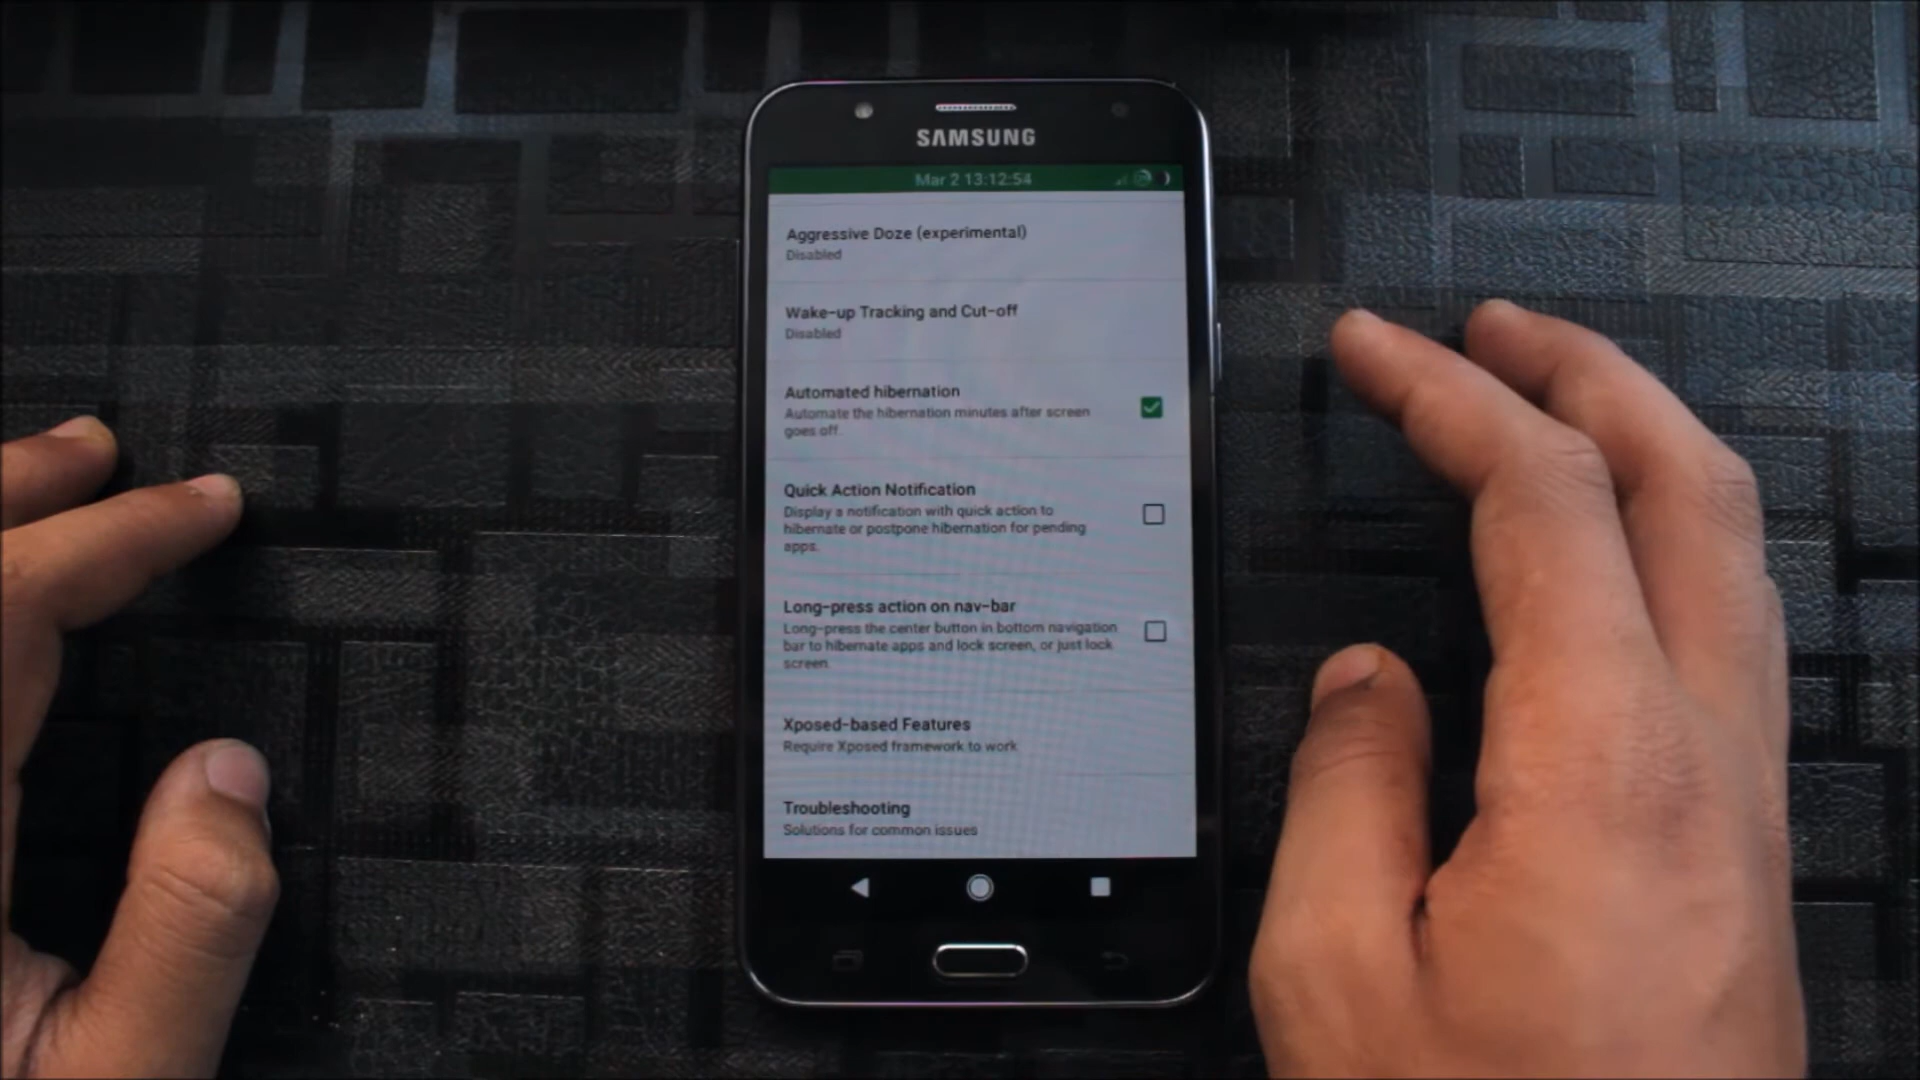 SAMSUNG
Mar 2 13:12:54
Aggressive Doze (experimental)
Disabled
Wake-up Tracking and Cut-off
Disabled
Automated hibernation
Automate the hibernation minutes after screen
goes off.
Quick Action Notification
Display a notification with quick action to
hibernate or postpone hibernation for pending
apps.
Long-press action on nav-bar
Long-press the center button in bottom navigation
bar to hibernate apps and lock screen, or just lock
screen.
Xposed-based Features
Require Xposed framework to work
Troubleshooting
Solutions for common issues